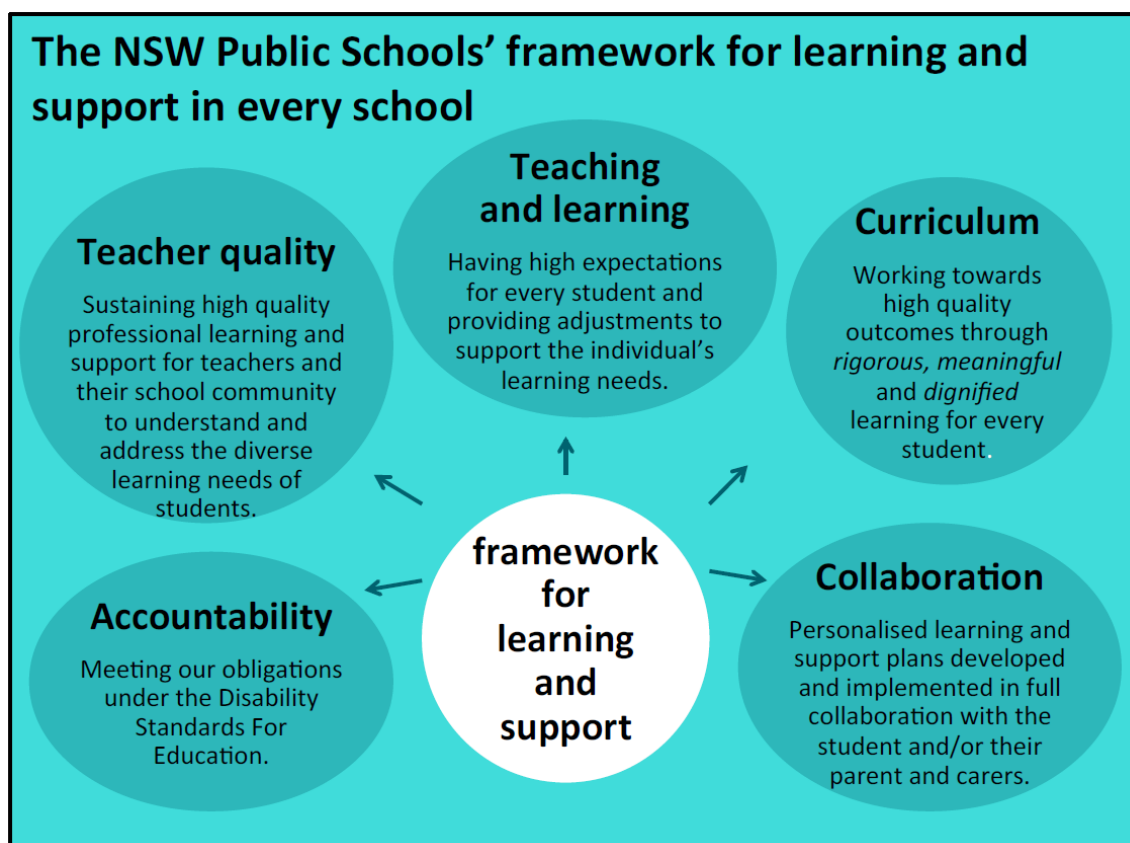 The NSW Public Schools’ framework for learning and
support in every school
Teaching
and learning
Having high expectations
for every student and
providing adjustments to
support the individual’s
learning needs.
Teacher quality
Sustaining high quality
professional learning and
support for teachers and
their school community
to understand and
address the diverse
learning needs of
students.
Curriculum
Working towards
high quality
outcomes through
rigorous, meaningful
and dignified
learning for every
student.
Accountability
Meeting our obligations
under the Disability
Standards For
Education.
framework
for
learning
and
support
Collaboration
Personalised learning and
support plans developed
and implemented in full
collaboration with the
student and/or their
parent and carers.